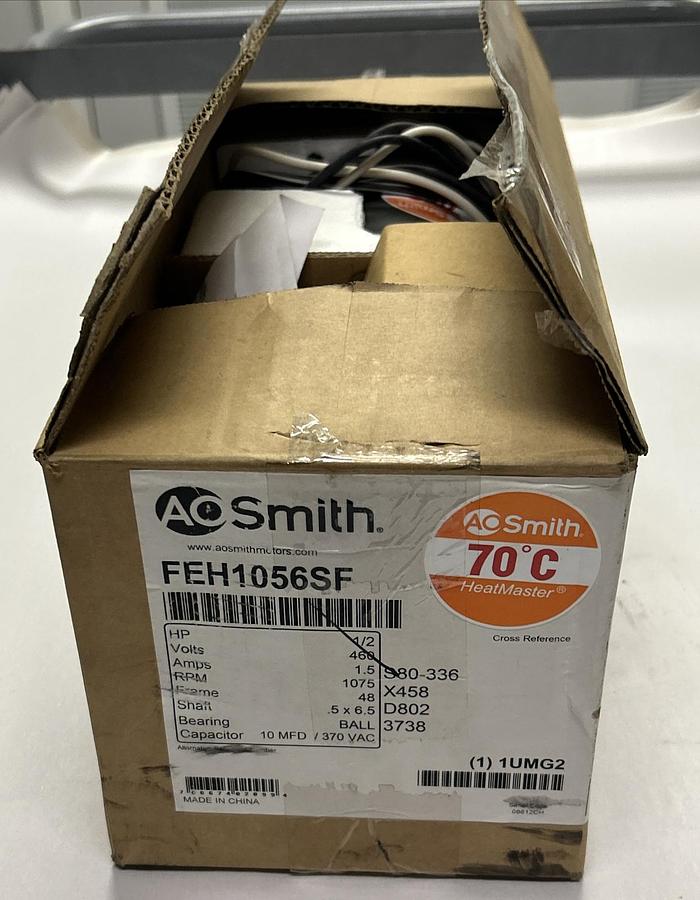 AO Smith®
www.aosmithmotors.com
FEH1056SF
HP 1/2
Volts 460
Amps 1.5
RPM 1075
Frame 48
Shaft .5 x 6.5
Bearing BALL
Capacitor 10 MFD / 370 VAC
MADE IN CHINA
AO Smith®
70°C
HeatMaster®
Cross Reference
S80-336
X458
D802
3738
(1) 1UMG2